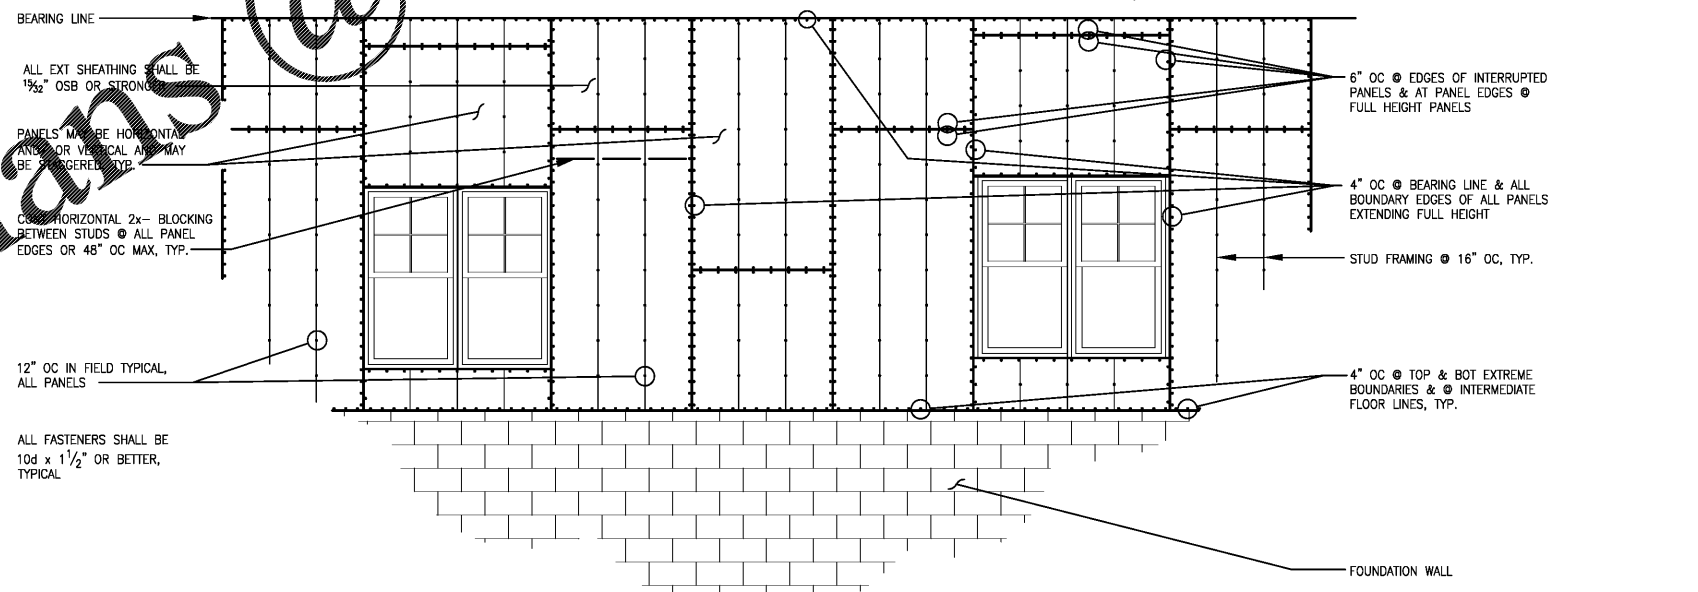 BEARING LINE
ALL EXT SHEATHING SHALL BE
15/32" OSB OR STRONGER
PANELS MAY BE HORIZONTAL
AND/ OR VERTICAL AND MAY
BE STAGGERED, TYP.
HORIZONTAL 2x– BLOCKING
BETWEEN STUDS @ ALL PANEL
EDGES OR 48" OC MAX, TYP.
12" OC IN FIELD TYPICAL,
ALL PANELS
ALL FASTENERS SHALL BE
10d x 1 1/2" OR BETTER,
TYPICAL
6" OC @ EDGES OF INTERRUPTED
PANELS & AT PANEL EDGES @
FULL HEIGHT PANELS
4" OC @ BEARING LINE & ALL
BOUNDARY EDGES OF ALL PANELS
EXTENDING FULL HEIGHT
STUD FRAMING @ 16" OC, TYP.
4" OC @ TOP & BOT EXTREME
BOUNDARIES & @ INTERMEDIATE
FLOOR LINES, TYP.
FOUNDATION WALL
ans @